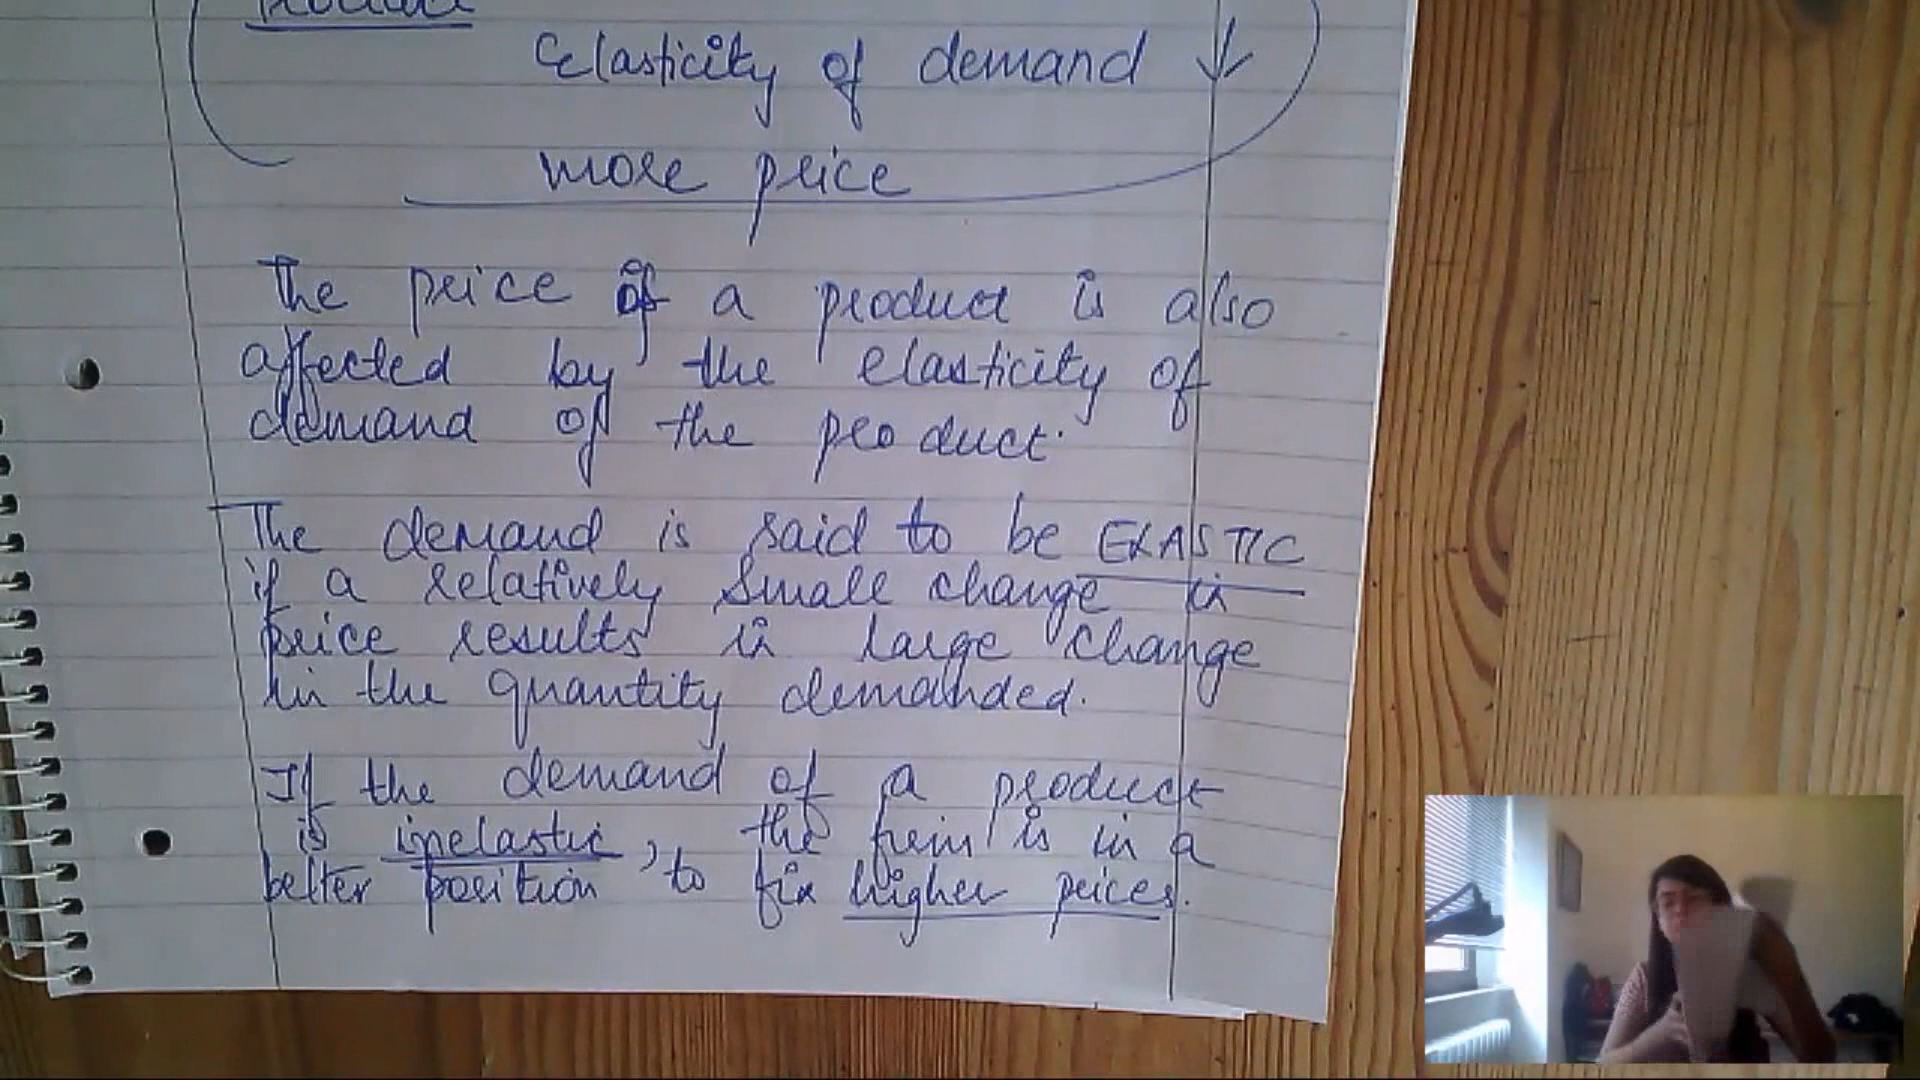 Product
Elasticity of demand ↓
more price
The price of a product is also
affected by the elasticity of
demand of the product.
The demand is said to be ELASTIC
if a relatively small change in
price results in large change
in the quantity demanded.
If the demand of a product
is inelastic, the firm is in a
better position to fix higher prices.